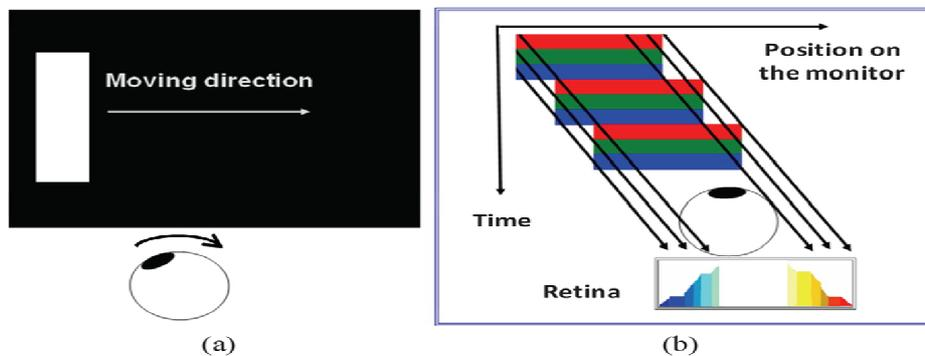 Moving direction
(a)
Position on
the monitor
Time
Retina
(b)